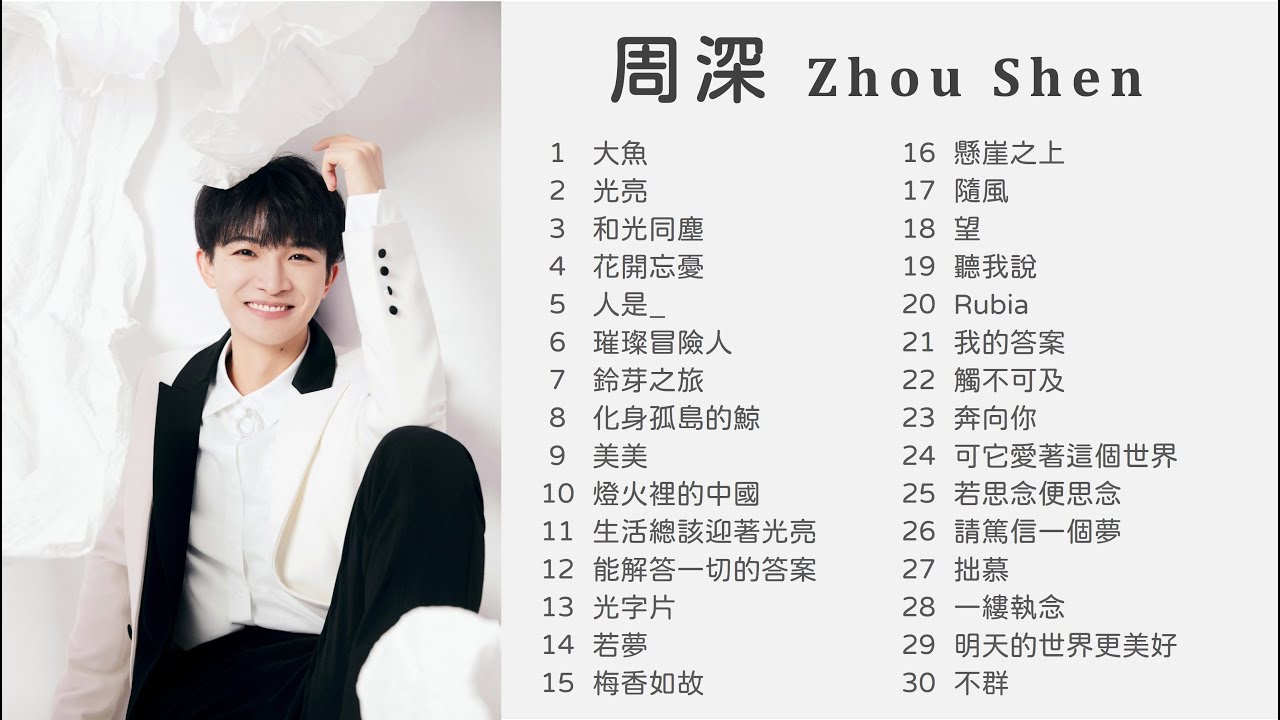 周深 Zhou Shen
1 大魚
2 光亮
3 和光同塵
4 花開忘憂
5 人是_
6 璀璨冒險人
7 鈴芽之旅
8 化身孤島的鯨
9 美美
10 燈火裡的中國
11 生活總該迎著光亮
12 能解答一切的答案
13 光字片
14 若夢
15 梅香如故
16 懸崖之上
17 隨風
18 望
19 聽我說
20 Rubia
21 我的答案
22 觸不可及
23 奔向你
24 可它愛著這個世界
25 若思念便思念
26 請篤信一個夢
27 拙慕
28 一縷執念
29 明天的世界更美好
30 不群